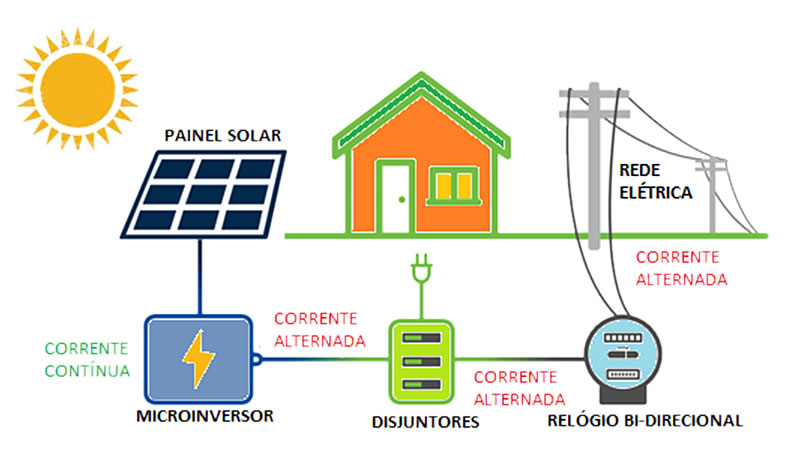 PAINEL SOLAR
REDE
ELÉTRICA
CORRENTE
ALTERNADA
CORRENTE
ALTERNADA
CORRENTE
CONTÍNUA
CORRENTE
ALTERNADA
MICROINVERSOR
DISJUNTORES
RELÓGIO BI-DIRECIONAL